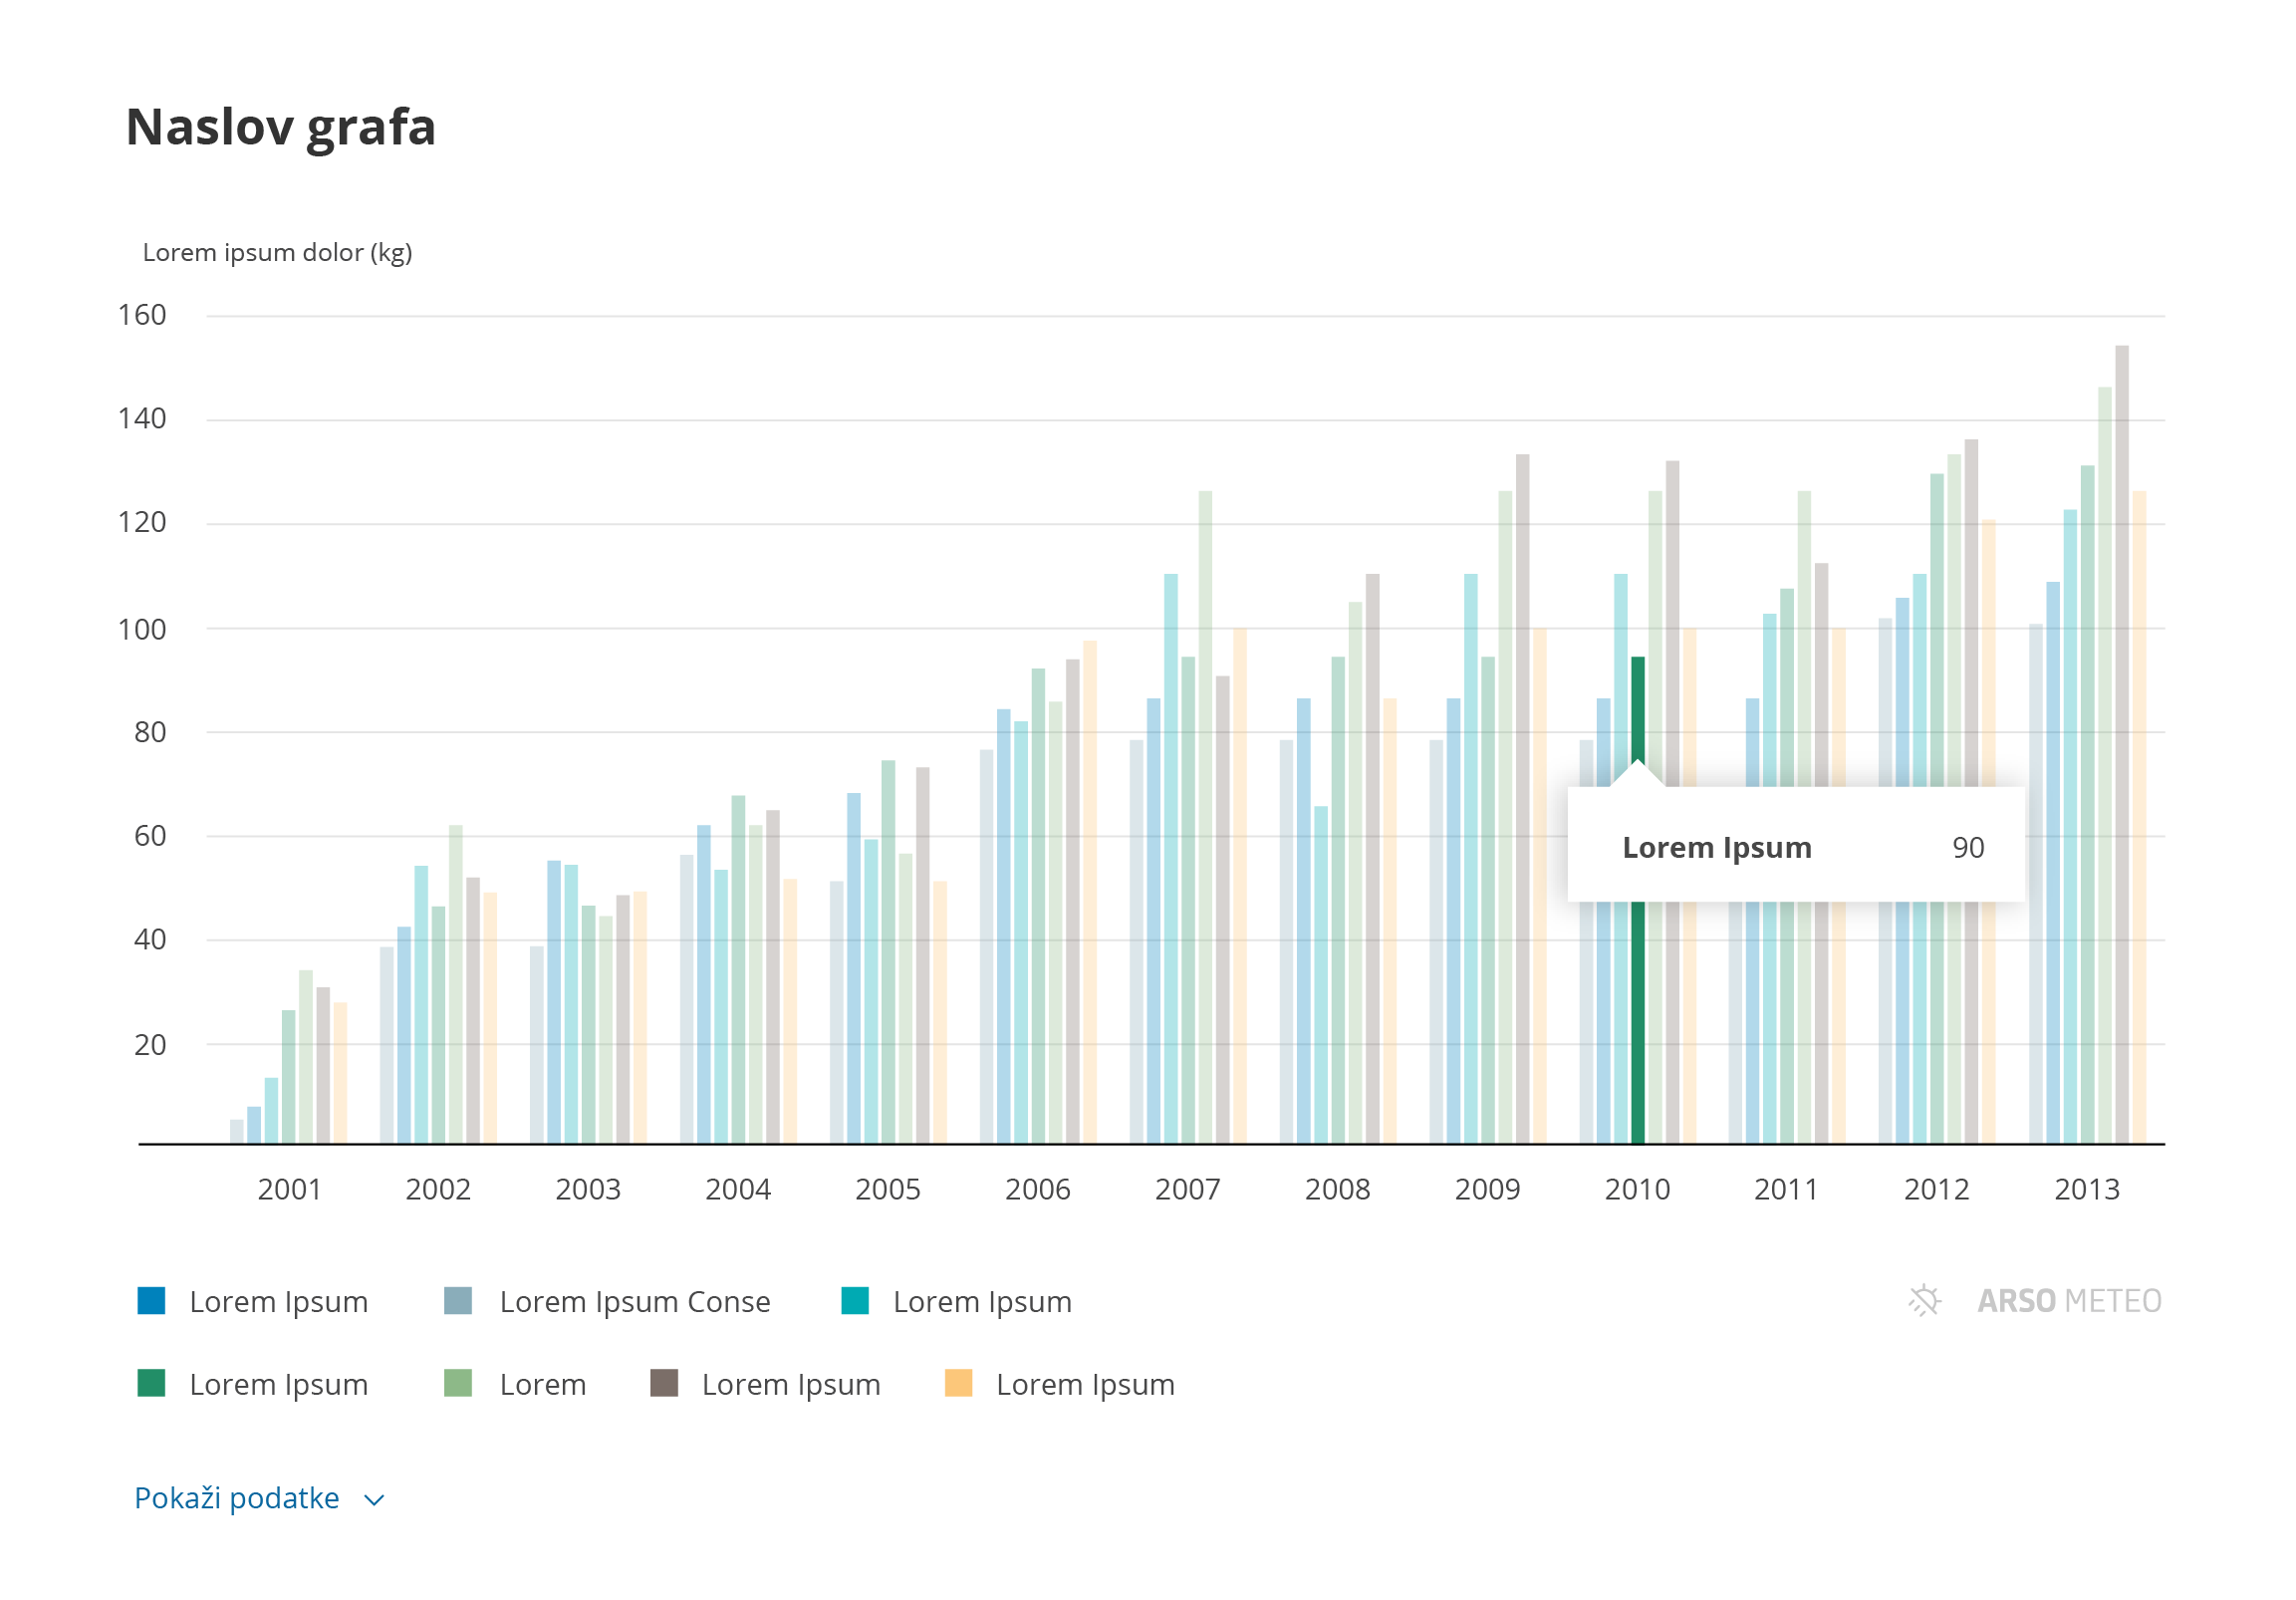 Naslov grafa
Lorem ipsum dolor (kg)
160
140
120
100
80
60
40
20
Lorem Ipsum 90
2001 2002 2003 2004 2005 2006 2007 2008 2009 2010 2011 2012 2013
Lorem Ipsum Lorem Ipsum Conse Lorem Ipsum
ARSO METEO
Lorem Ipsum Lorem Lorem Ipsum Lorem Ipsum
Pokaži podatke